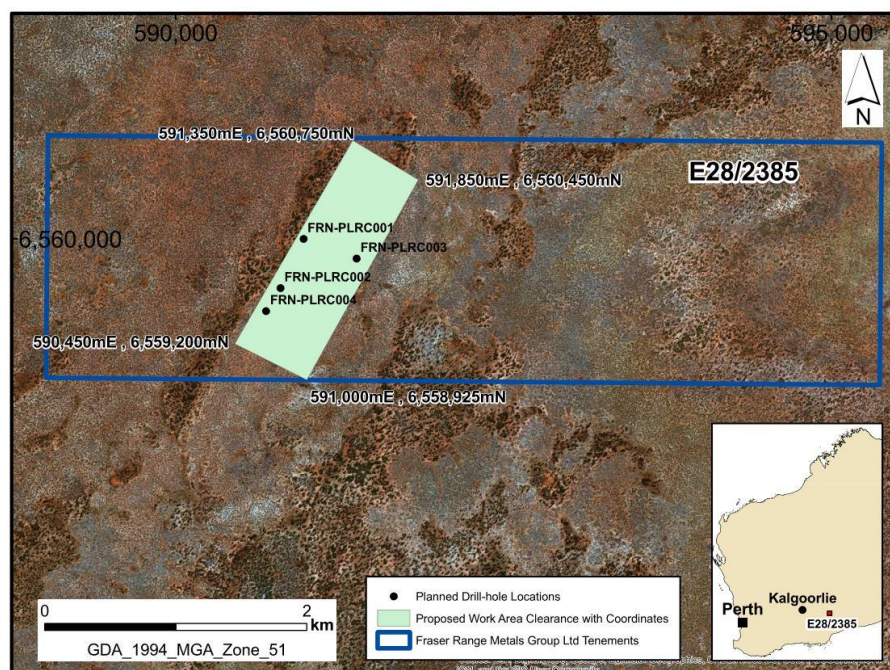 590,000
595,000
N
591,350mE , 6,560,750mN
591,850mE , 6,560,450mN
E28/2385
6,560,000
FRN-PLRC001
FRN-PLRC003
FRN-PLRC002
FRN-PLRC004
590,450mE , 6,559,200mN
591,000mE , 6,558,925mN
0 2
km
GDA_1994_MGA_Zone_51
Planned Drill-hole Locations
Proposed Work Area Clearance with Coordinates
Fraser Range Metals Group Ltd Tenements
Kalgoorlie
Perth
E28/2385